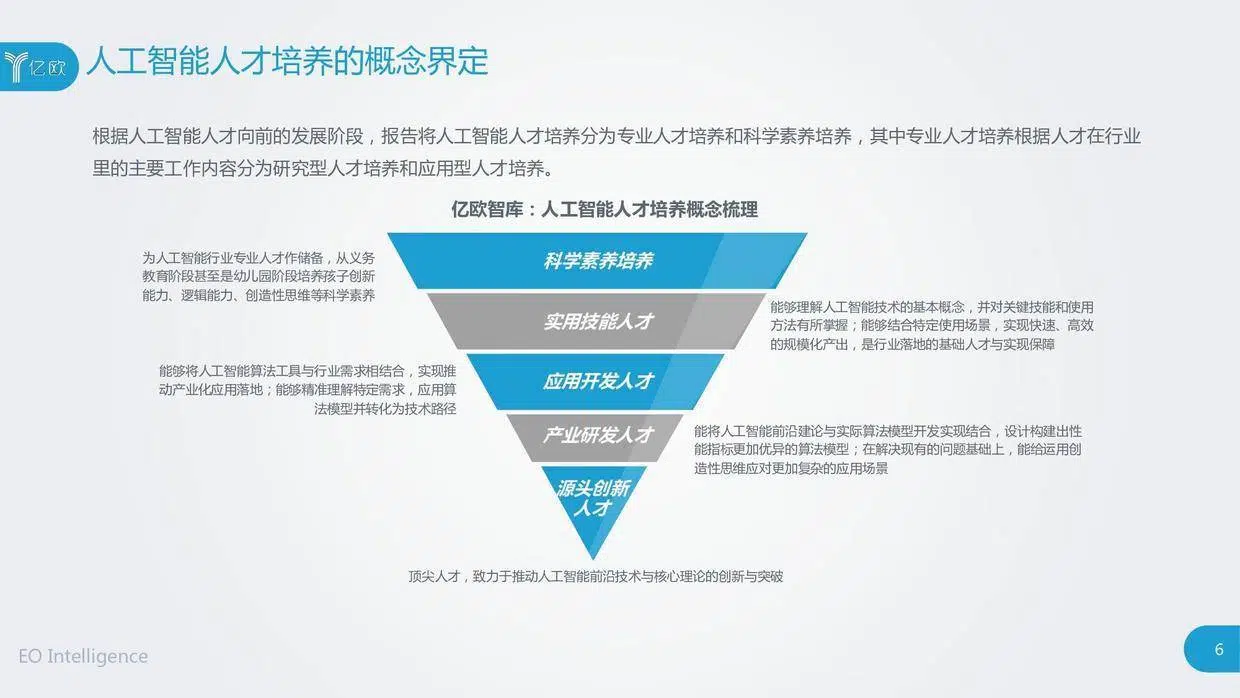 亿欧
人工智能人才培养的概念界定
根据人工智能人才向前的发展阶段，报告将人工智能人才培养分为专业人才培养和科学素养培养，其中专业人才培养根据人才在行业
里的主要工作内容分为研究型人才培养和应用型人才培养。
亿欧智库：人工智能人才培养概念梳理
科学素养培养
为人工智能行业专业人才作储备，从义务
教育阶段甚至是幼儿园阶段培养孩子创新
能力、逻辑能力、创造性思维等科学素养
实用技能人才
能够理解人工智能技术的基本概念，并对关键技能和使用
方法有所掌握；能够结合特定使用场景，实现快速、高效
的规模化产出，是行业落地的基础人才与实现保障
应用开发人才
能够将人工智能算法工具与行业需求相结合，实现推
动产业化应用落地；能够精准理解特定需求，应用算
法模型并转化为技术路径
产业研发人才
能将人工智能前沿建论与实际算法模型开发实现结合，设计构建出性
能指标更加优异的算法模型；在解决现有的问题基础上，能给运用创
造性思维应对更加复杂的应用场景
源头创新
人才
顶尖人才，致力于推动人工智能前沿技术与核心理论的创新与突破
EO Intelligence
6